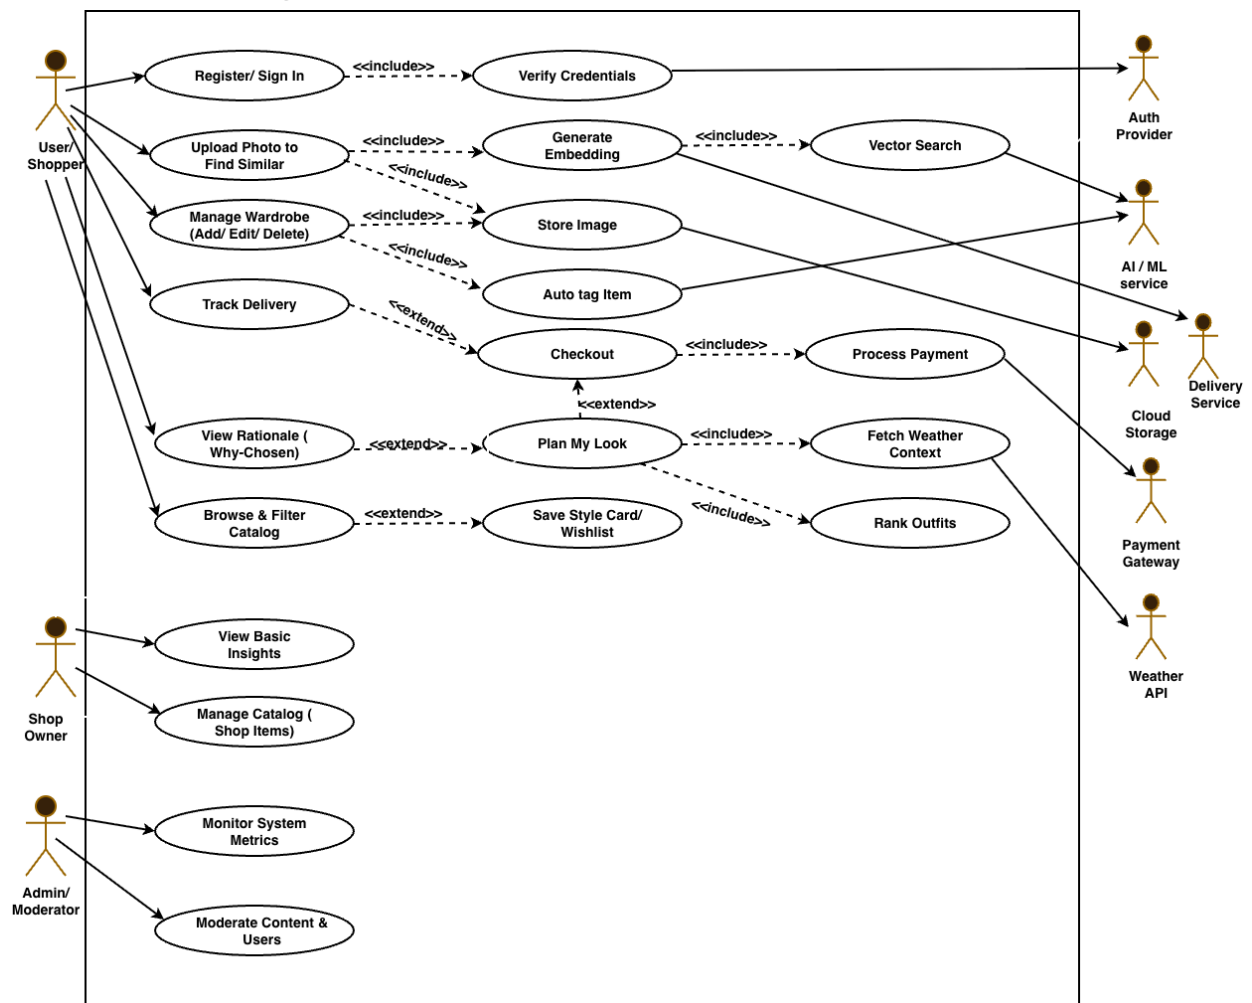 Register/ Sign In
<<include>>
Verify Credentials
Auth
Provider
User/
Shopper
Upload Photo to
Find Similar
<<include>>
Generate
Embedding
<<include>>
Vector Search
<<include>>
Manage Wardrobe
(Add/ Edit/ Delete)
<<include>>
Store Image
<<include>>
AI / ML
service
Auto tag Item
Track Delivery
<<extend>>
Checkout
<<include>>
Process Payment
Cloud
Storage
Delivery
Service
<<extend>>
View Rationale (
Why-Chosen)
<<extend>>
Plan My Look
<<include>>
Fetch Weather
Context
<<include>>
Browse & Filter
Catalog
<<extend>>
Save Style Card/
Wishlist
Rank Outfits
Payment
Gateway
View Basic
Insights
Weather
API
Shop
Owner
Manage Catalog (
Shop Items)
Monitor System
Metrics
Admin/
Moderator
Moderate Content &
Users